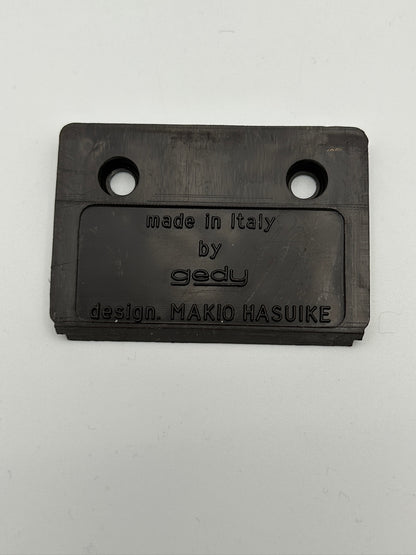 made in Italy
by
gedy
design. MAKIO HASUIKE